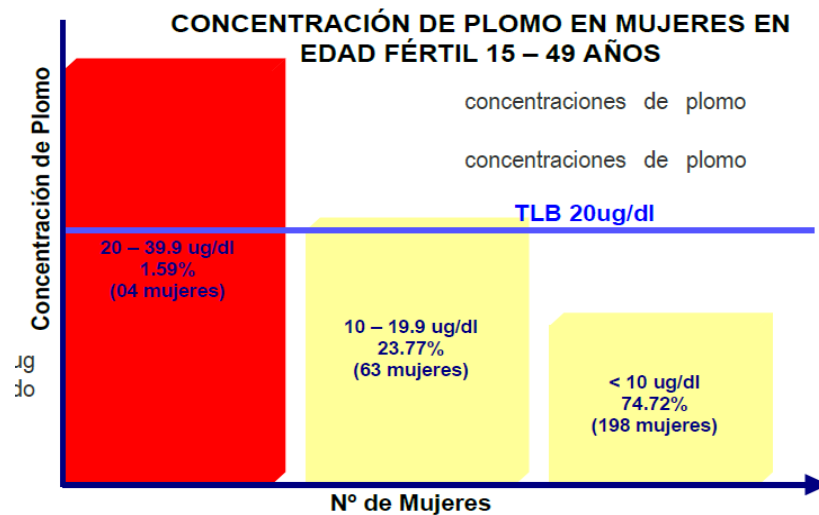 CONCENTRACIÓN DE PLOMO EN MUJERES EN
EDAD FÉRTIL 15 – 49 AÑOS
concentraciones de plomo
concentraciones de plomo
Concentración de Plomo
TLB 20ug/dl
20 – 39.9 ug/dl
1.59%
(04 mujeres)
10 – 19.9 ug/dl
23.77%
(63 mujeres)
< 10 ug/dl
74.72%
(198 mujeres)
ug
do
Nº de Mujeres